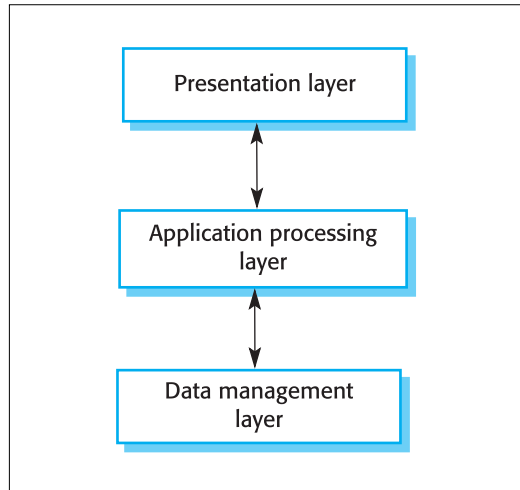 Presentation layer
Application processing
layer
Data management
layer